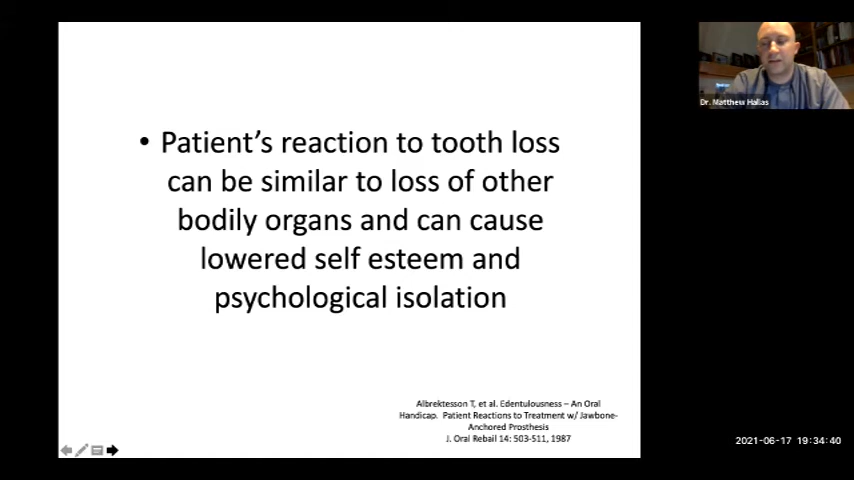 • Patient's reaction to tooth loss
can be similar to loss of other
bodily organs and can cause
lowered self esteem and
psychological isolation
Albrektesson T, et al. Edentulousness – An Oral
Handicap. Patient Reactions to Treatment w/ Jawbone-
Anchored Prosthesis
J. Oral Rebail 14: 503-511, 1987
Dr. Matthew Hallas
2021-06-17 19:34:40